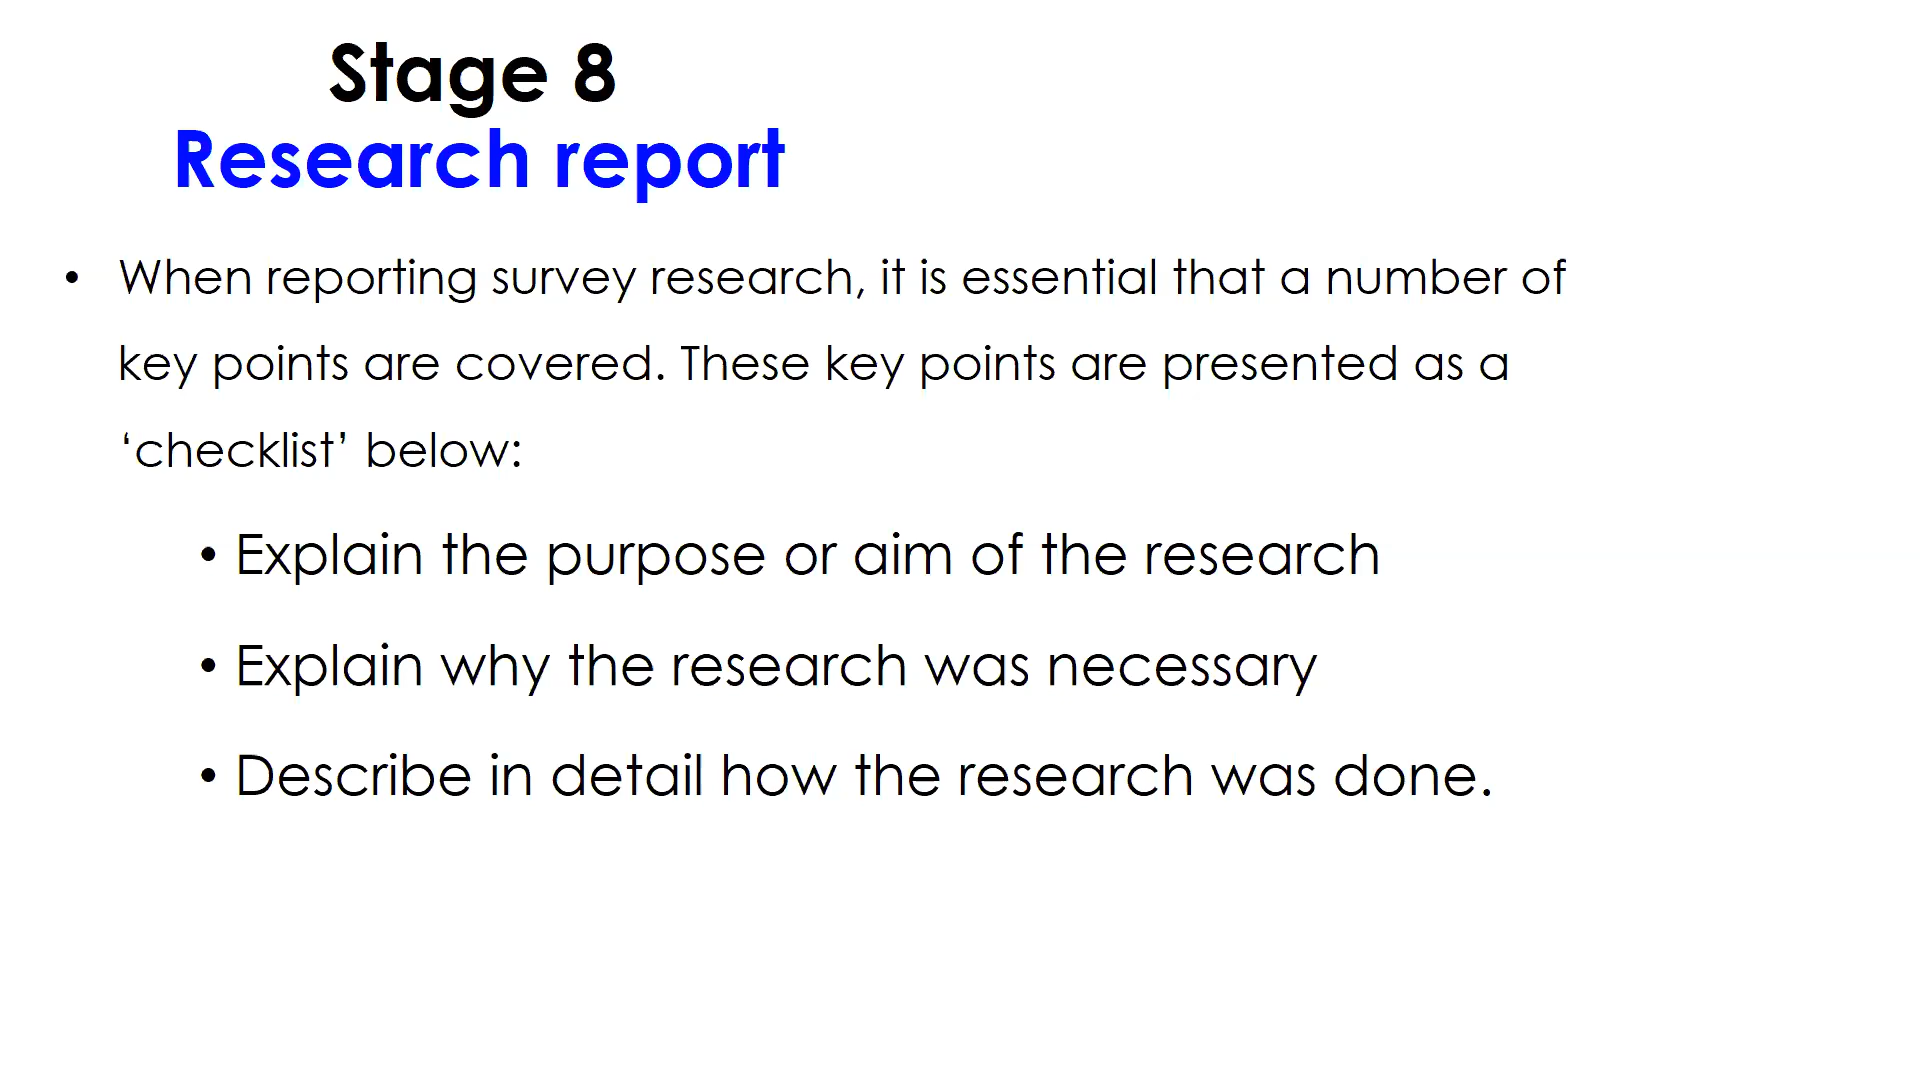 Stage 8
Research report
• When reporting survey research, it is essential that a number of
key points are covered. These key points are presented as a
‘checklist’ below:
• Explain the purpose or aim of the research
• Explain why the research was necessary
• Describe in detail how the research was done.